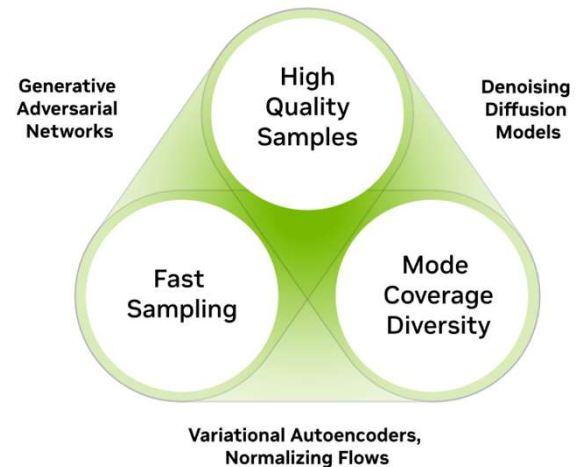 High
Quality
Samples
Generative
Adversarial
Networks
Denoising
Diffusion
Models
Fast
Sampling
Mode
Coverage
Diversity
Variational Autoencoders,
Normalizing Flows